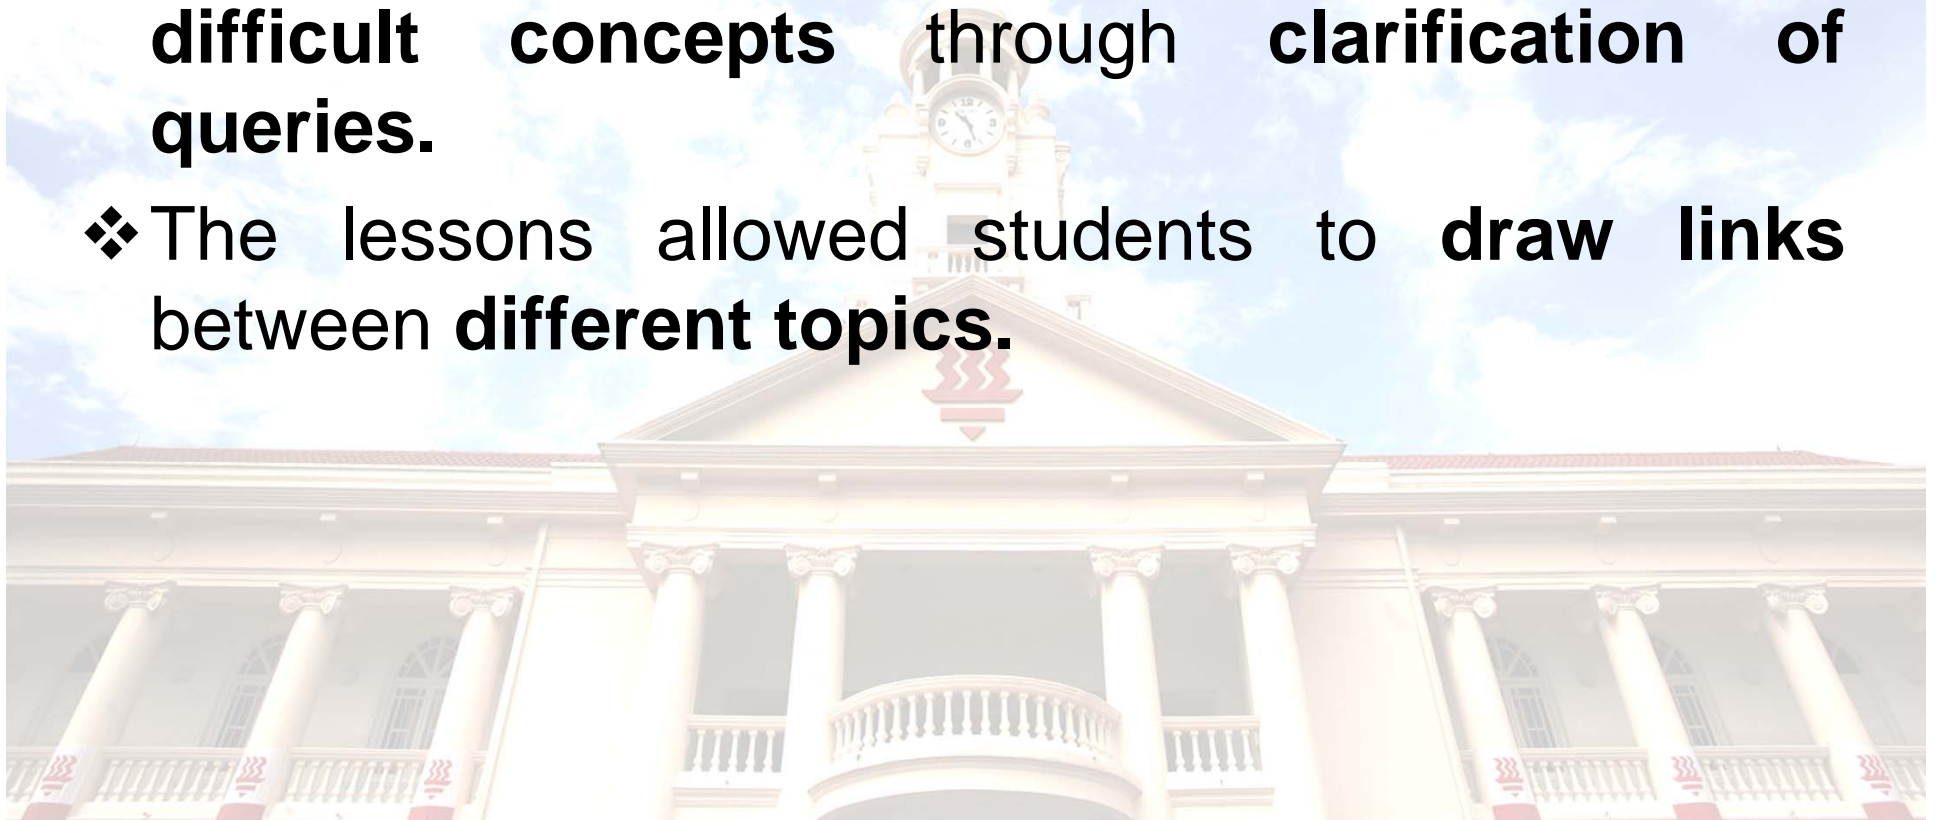 difficult concepts through clarification of
queries.
❖The lessons allowed students to draw links
between different topics.